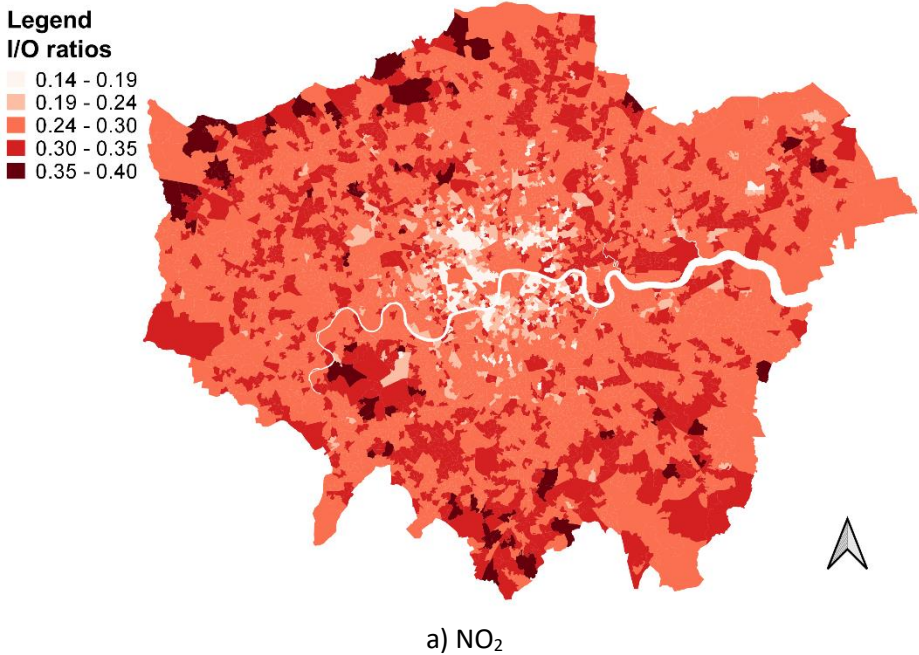 Legend
I/O ratios
0.14 - 0.19
0.19 - 0.24
0.24 - 0.30
0.30 - 0.35
0.35 - 0.40
a) NO₂